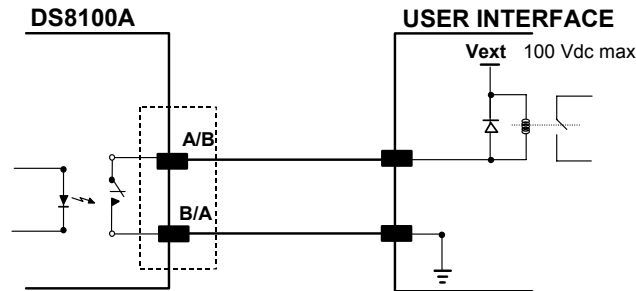 DS8100A
USER INTERFACE
Vext 100 Vdc max
A/B
B/A